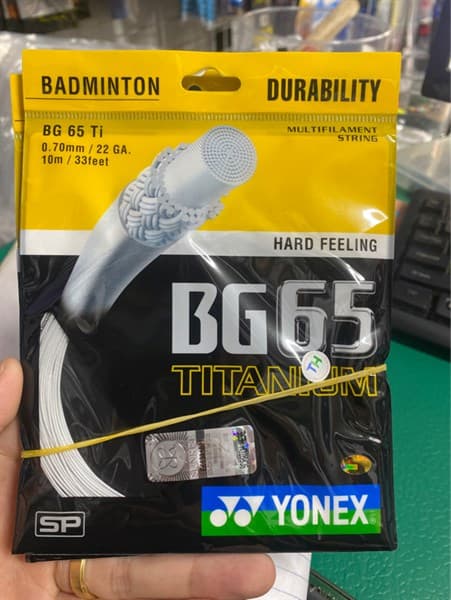 BADMINTON
DURABILITY
BG 65 Ti
0.70mm / 22 GA.
10m / 33feet
MULTIFILAMENT
STRING
HARD FEELING
BG65
TITANIUM
TH
SP
YONEX